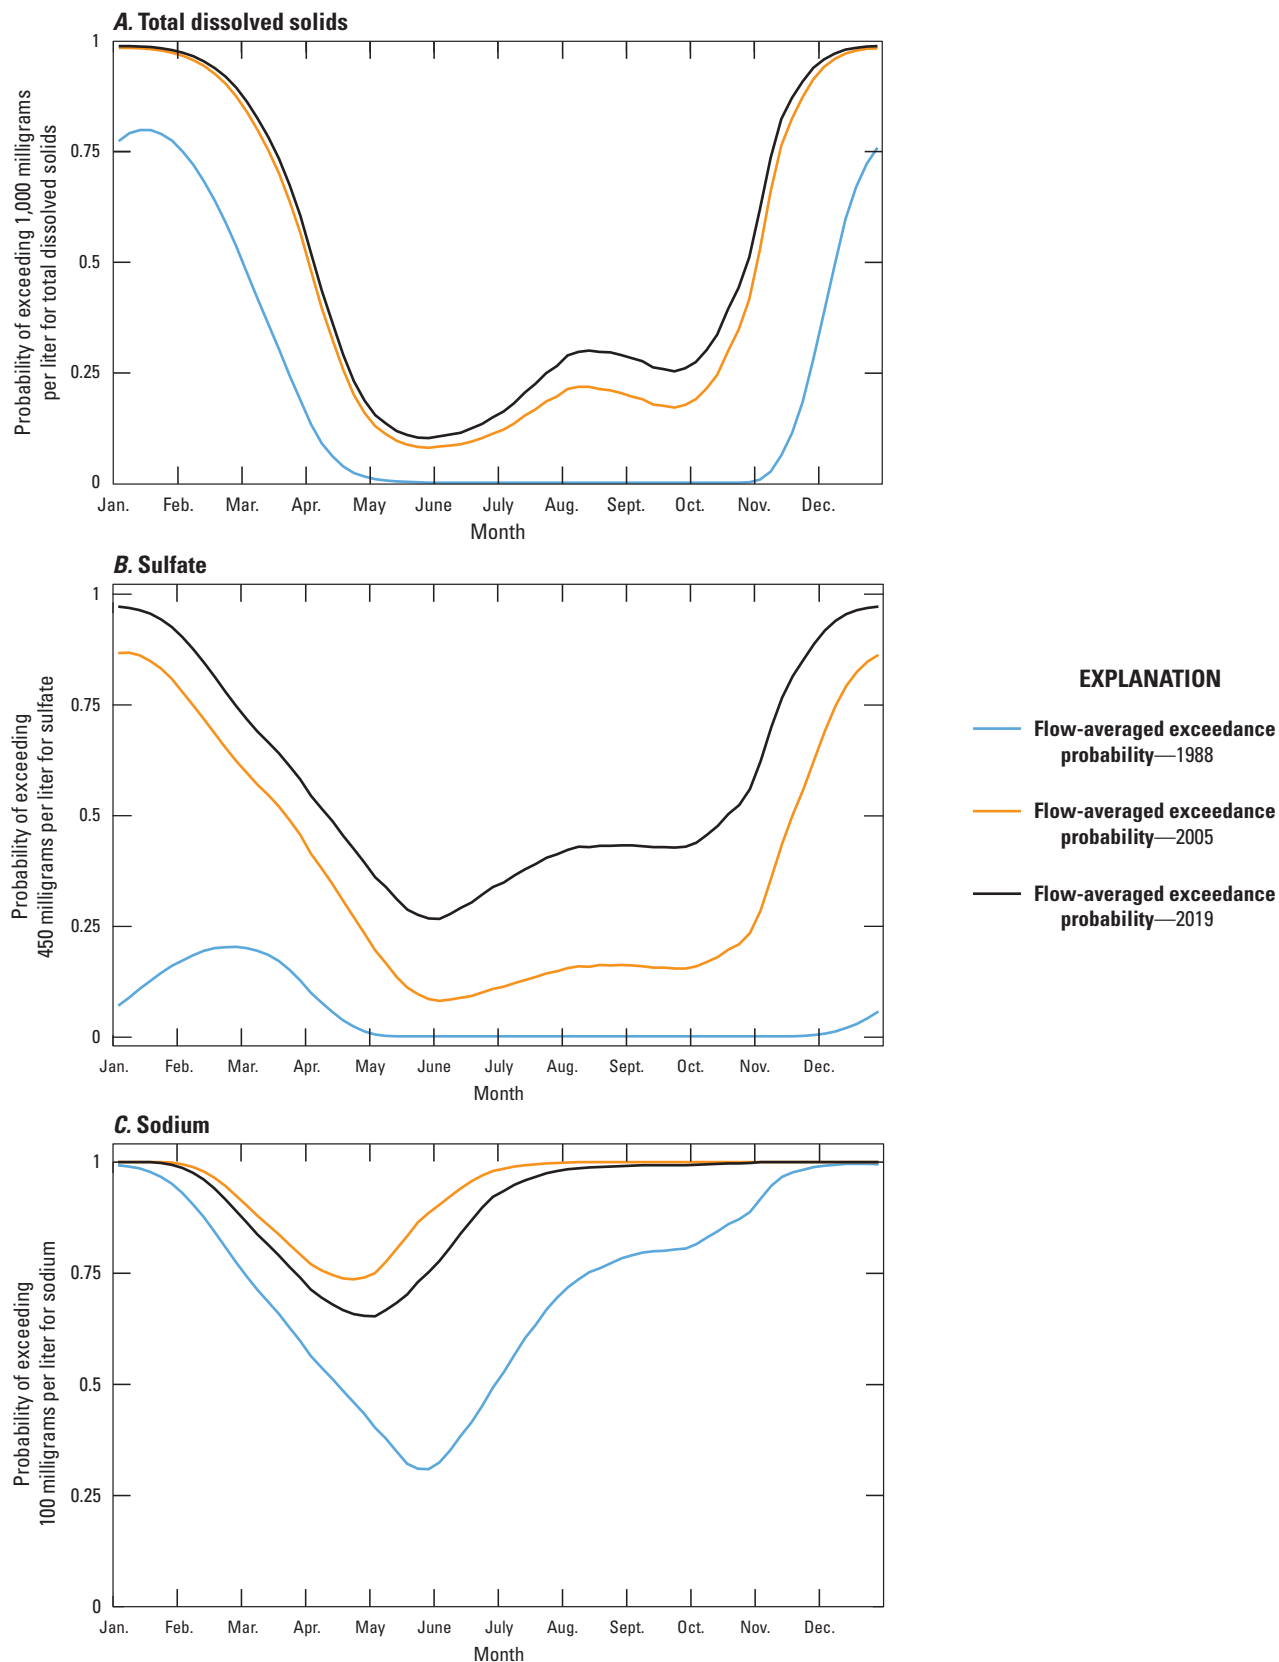 A. Total dissolved solids
Probability of exceeding 1,000 milligrams
per liter for total dissolved solids
1
0.75
0.5
0.25
0
Jan. Feb. Mar. Apr. May June July Aug. Sept. Oct. Nov. Dec.
Month
B. Sulfate
Probability of exceeding
450 milligrams per liter for sulfate
1
0.75
0.5
0.25
0
Jan. Feb. Mar. Apr. May June July Aug. Sept. Oct. Nov. Dec.
Month
C. Sodium
Probability of exceeding
100 milligrams per liter for sodium
1
0.75
0.5
0.25
0
Jan. Feb. Mar. Apr. May June July Aug. Sept. Oct. Nov. Dec.
Month
EXPLANATION
Flow-averaged exceedance
probability—1988
Flow-averaged exceedance
probability—2005
Flow-averaged exceedance
probability—2019